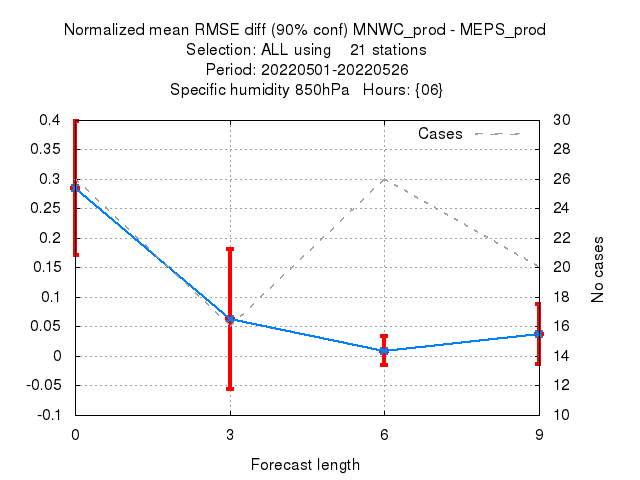 Normalized mean RMSE diff (90% conf) MNWC_prod - MEPS_prod
Selection: ALL using 21 stations
Period: 20220501-20220526
Specific humidity 850hPa Hours: {06}
Cases
0.4
0.35
0.3
0.25
0.2
0.15
0.1
0.05
0
-0.05
-0.1
30
28
26
24
22
20
18
16
14
12
10
No cases
0 3 6 9
Forecast length